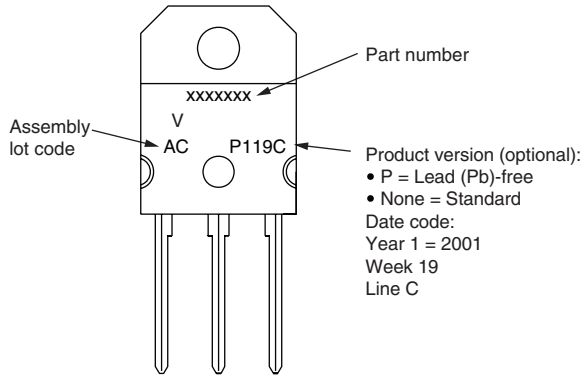 xxxxxxx
V
AC P119C
Part number
Assembly
lot code
Product version (optional):
• P = Lead (Pb)-free
• None = Standard
Date code:
Year 1 = 2001
Week 19
Line C